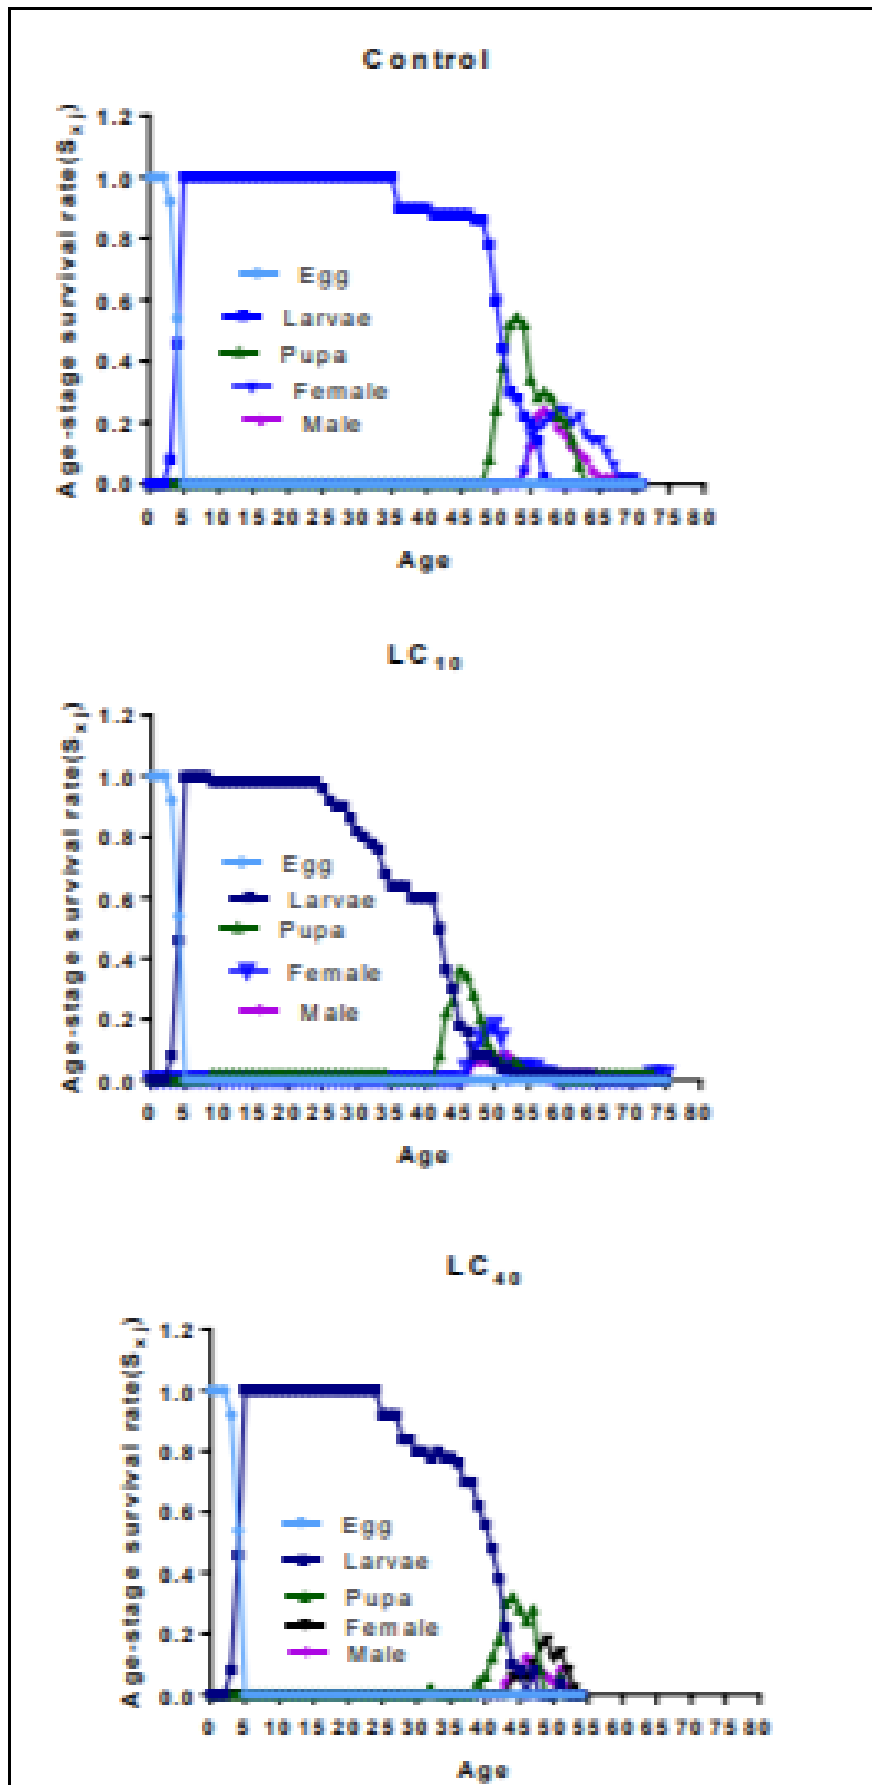 Control
Age-stage survival rate(Sxj)
1.2
1.0
0.8
0.6
0.4
0.2
0.0
Egg
Larvae
Pupa
Female
Male
0 5 10 15 20 25 30 35 40 45 50 55 60 65 70 75 80
Age
LC10
Age-stage survival rate(Sxj)
1.2
1.0
0.8
0.6
0.4
0.2
0.0
Egg
Larvae
Pupa
Female
Male
0 5 10 15 20 25 30 35 40 45 50 55 60 65 70 75 80
Age
LC40
Age-stage survival rate(Sxj)
1.2
1.0
0.8
0.6
0.4
0.2
0.0
Egg
Larvae
Pupa
Female
Male
0 5 10 15 20 25 30 35 40 45 50 55 60 65 70 75 80
Age